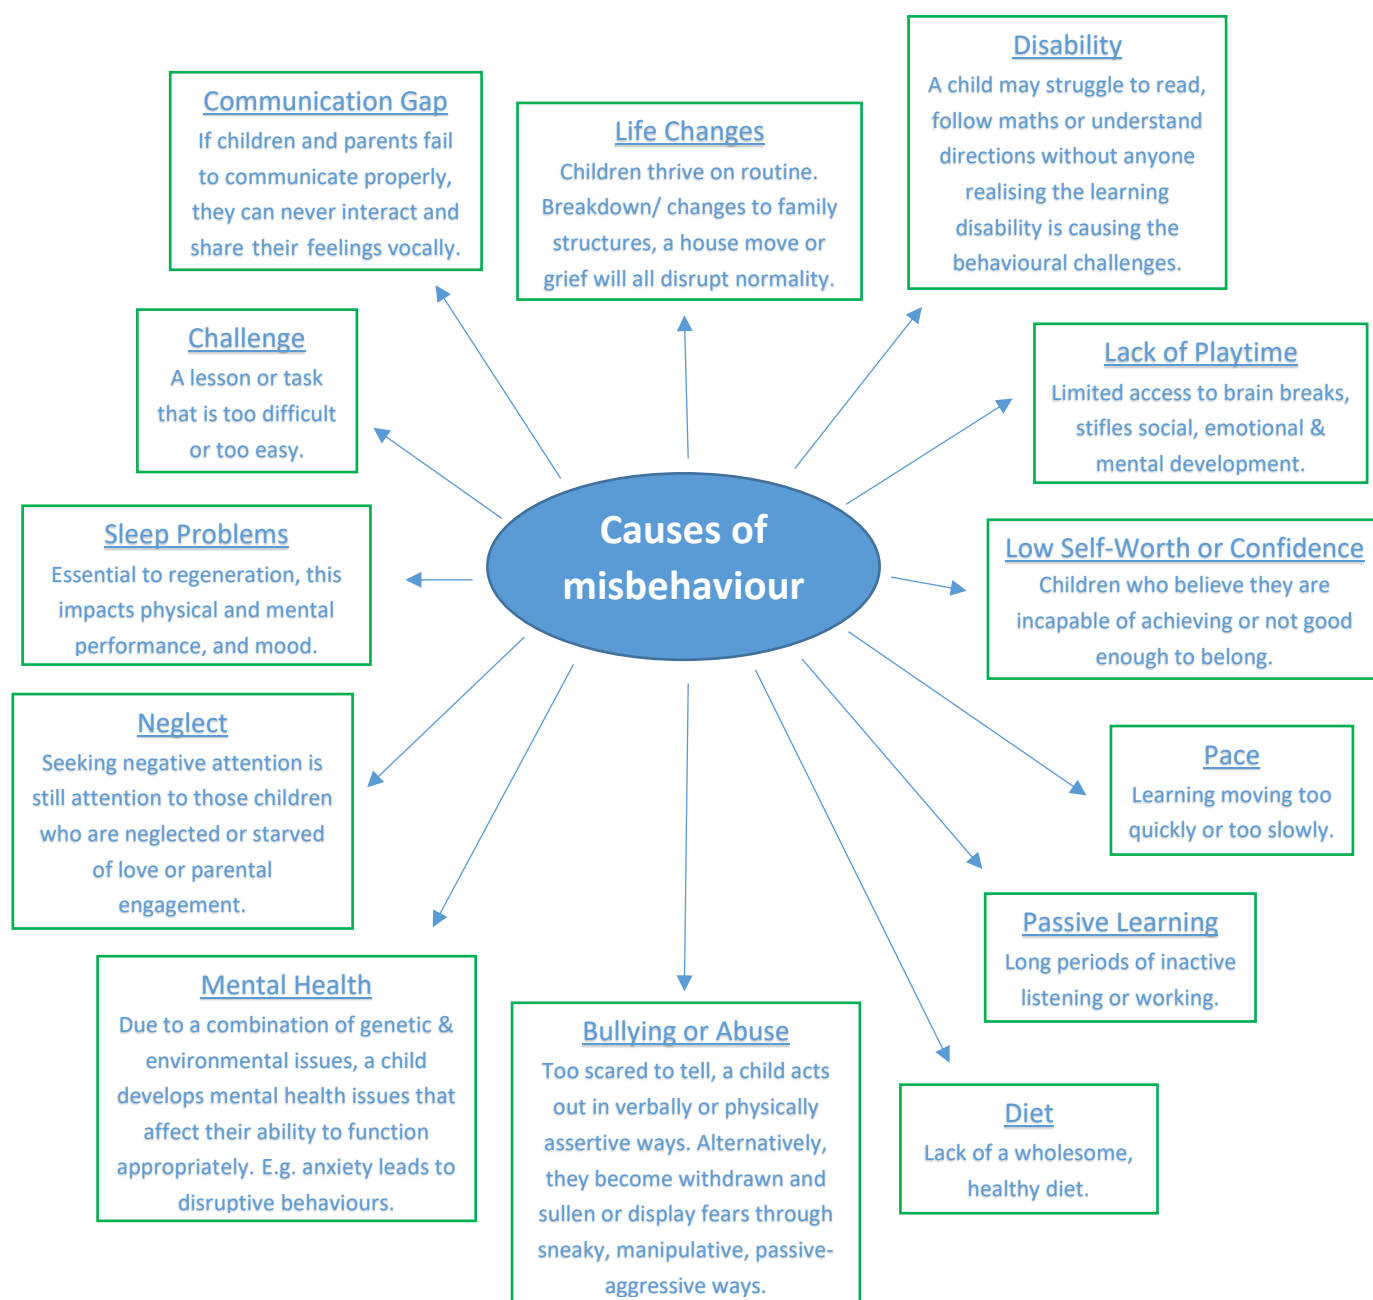 Disability
A child may struggle to read,
follow maths or understand
directions without anyone
realising the learning
disability is causing the
behavioural challenges.
Communication Gap
If children and parents fail
to communicate properly,
they can never interact and
share their feelings vocally.
Life Changes
Children thrive on routine.
Breakdown/ changes to family
structures, a house move or
grief will all disrupt normality.
Challenge
A lesson or task
that is too difficult
or too easy.
Lack of Playtime
Limited access to brain breaks,
stifles social, emotional &
mental development.
Causes of
misbehaviour
Sleep Problems
Essential to regeneration, this
impacts physical and mental
performance, and mood.
Low Self-Worth or Confidence
Children who believe they are
incapable of achieving or not good
enough to belong.
Neglect
Seeking negative attention is
still attention to those children
who are neglected or starved
of love or parental
engagement.
Pace
Learning moving too
quickly or too slowly.
Passive Learning
Long periods of inactive
listening or working.
Mental Health
Due to a combination of genetic &
environmental issues, a child
develops mental health issues that
affect their ability to function
appropriately. E.g. anxiety leads to
disruptive behaviours.
Bullying or Abuse
Too scared to tell, a child acts
out in verbally or physically
assertive ways. Alternatively,
they become withdrawn and
sullen or display fears through
sneaky, manipulative, passive-
aggressive ways.
Diet
Lack of a wholesome,
healthy diet.